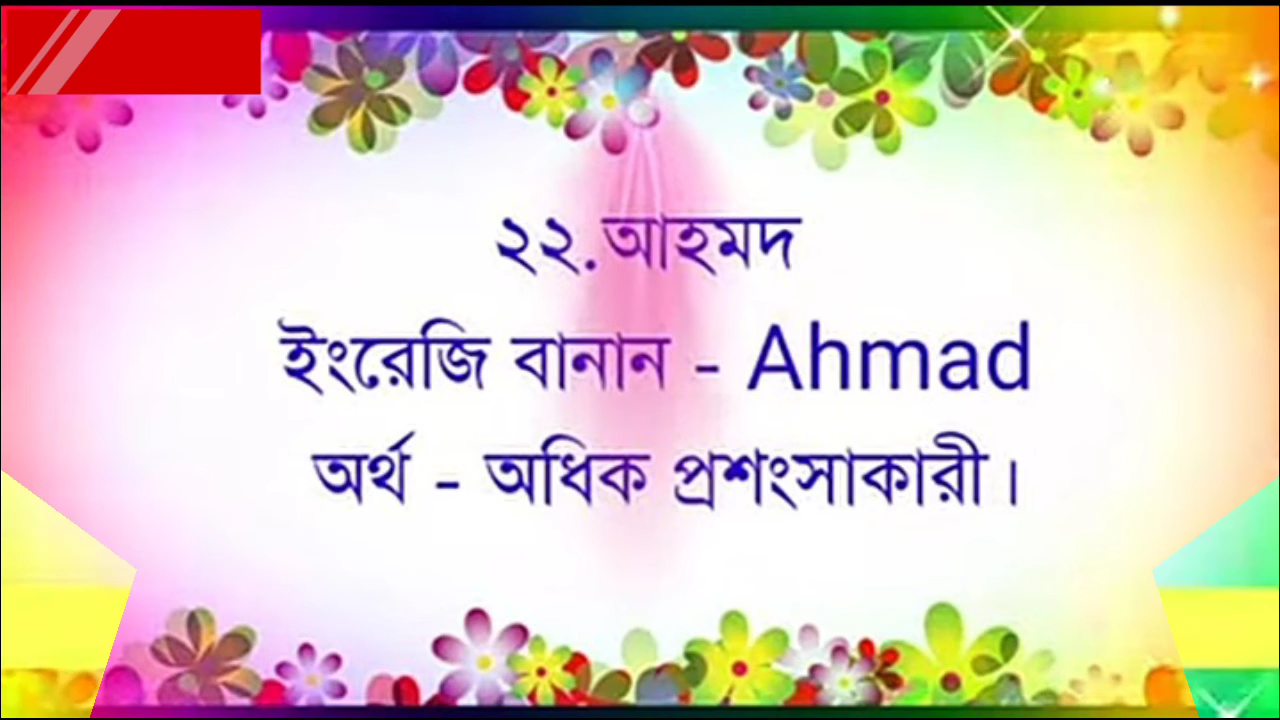 ২২.আহমদ
ইংরেজি বানান - Ahmad
অর্থ - অধিক প্রশংসাকারী।